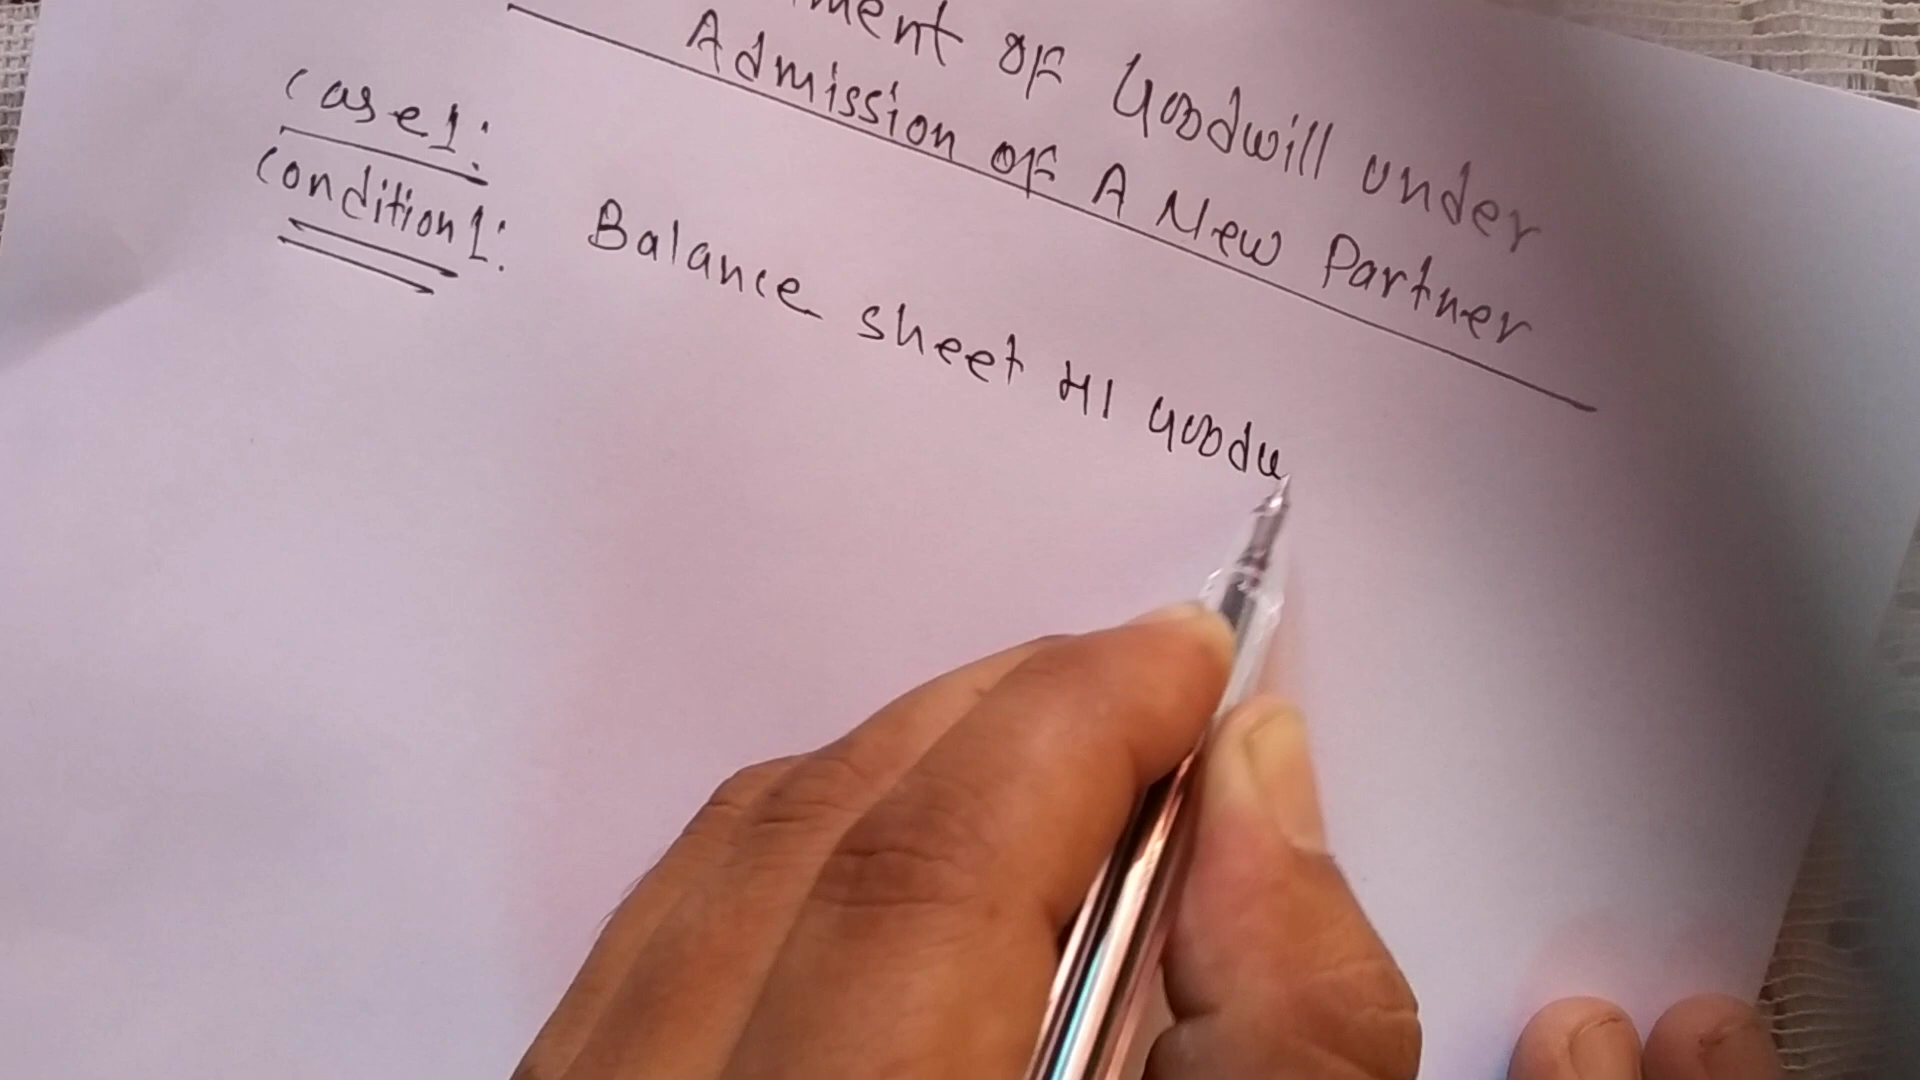 ment of Goodwill under
Admission of A New Partner
Case 1:
Condition 1: Balance sheet मा Goodw